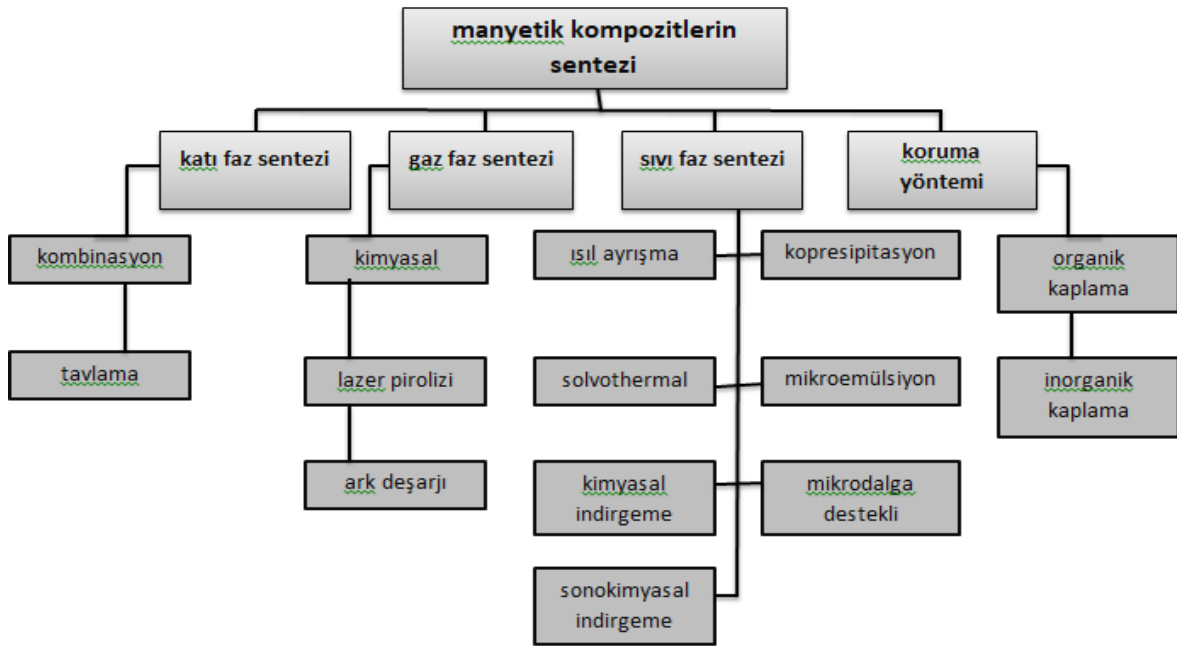 manyetik kompozitlerin
sentezi
katı faz sentezi
gaz faz sentezi
sıvı faz sentezi
koruma
yöntemi
kombinasyon
tavlama
kimyasal
lazer pirolizi
ark deşarjı
ısıl ayrışma
kopresipitasyon
solvothermal
mikroemülsiyon
kimyasal
indirgeme
mikrodalga
destekli
sonokimyasal
indirgeme
organik
kaplama
inorganik
kaplama